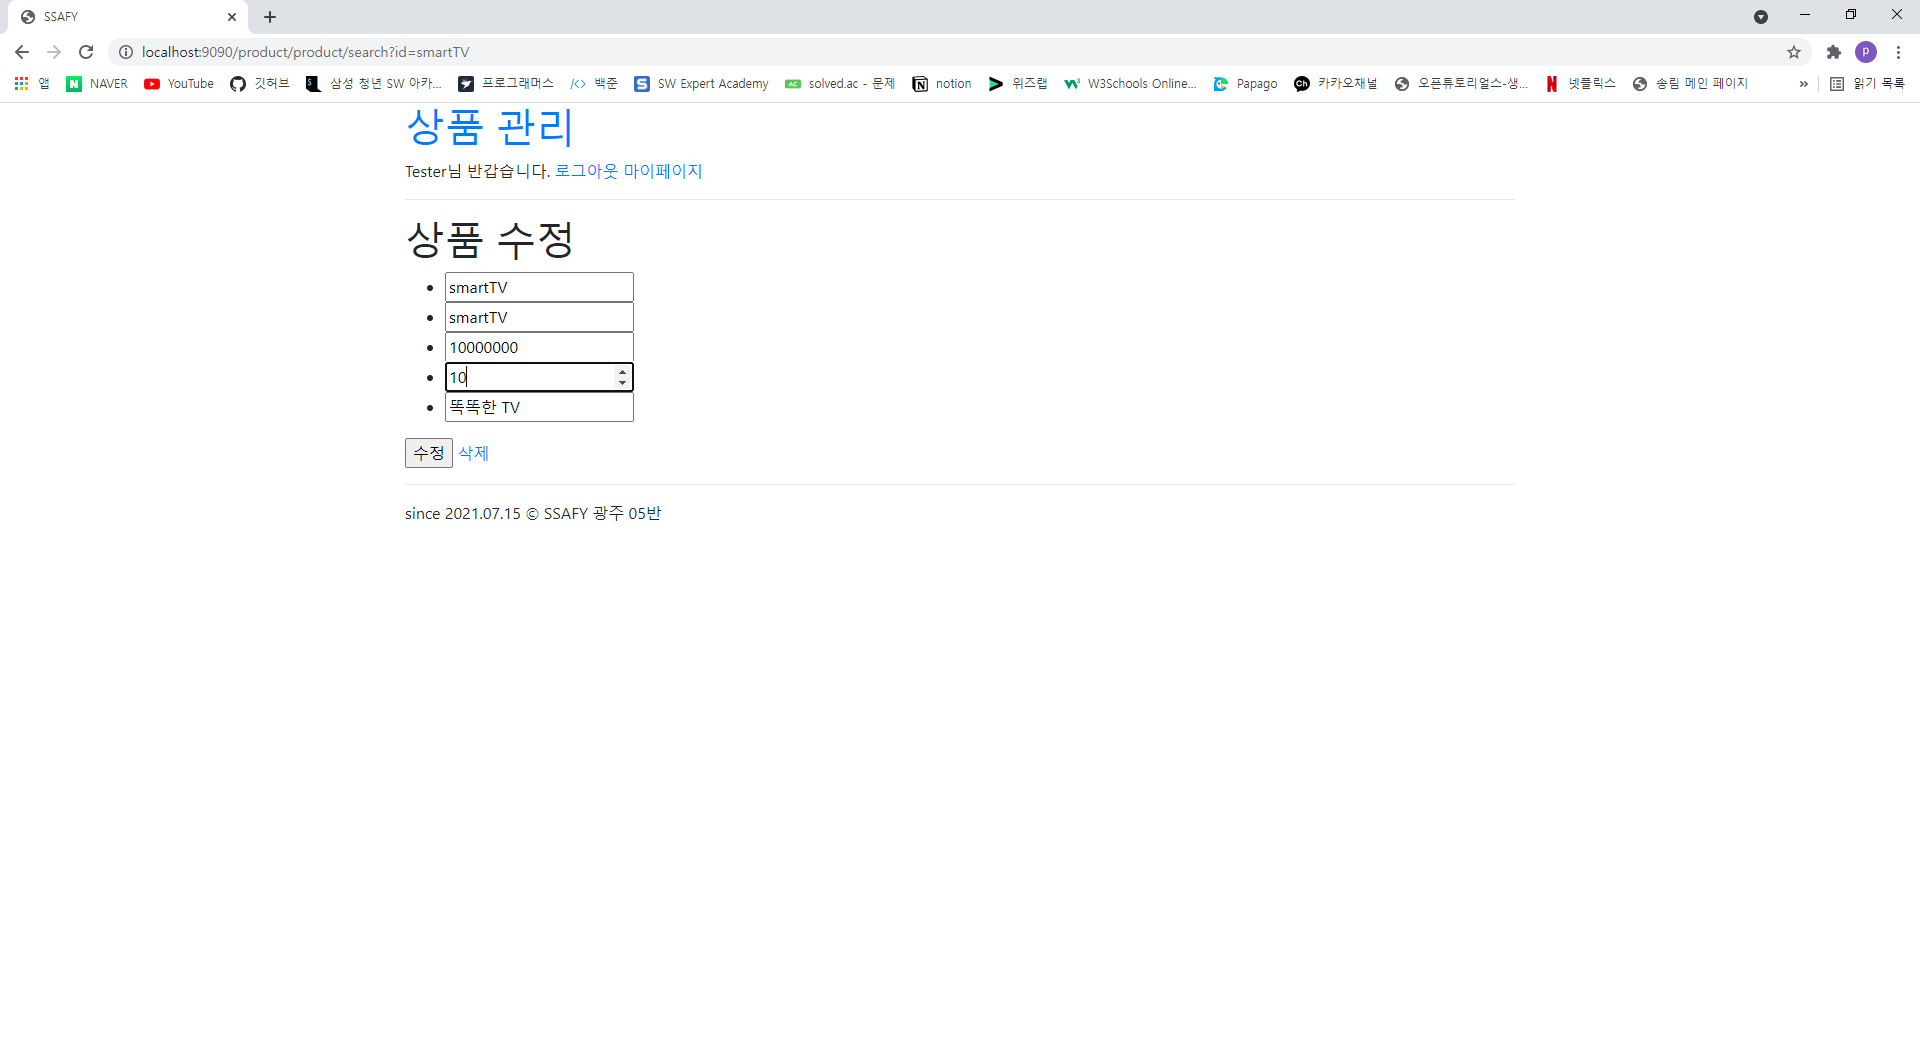 SSAFY
localhost:9090/product/product/search?id=smartTV
앱 NAVER YouTube 깃허브 삼성 청년 SW 아카... 프로그래머스 백준 SW Expert Academy solved.ac - 문제 notion 위즈랩 W3Schools Online... Papago 카카오채널 오픈튜토리얼스-생... 넷플릭스 송림 메인 페이지 » 읽기 목록
상품 관리
Tester님 반갑습니다. 로그아웃 마이페이지
상품 수정
smartTV
smartTV
10000000
10
똑똑한 TV
수정 삭제
since 2021.07.15 © SSAFY 광주 05반